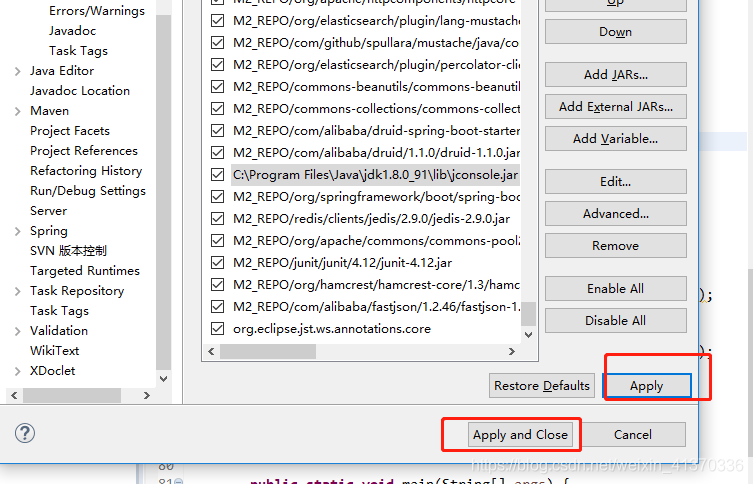 Errors/Warnings
Javadoc
Task Tags
Java Editor
Javadoc Location
Maven
Project Facets
Project References
Refactoring History
Run/Debug Settings
Server
Spring
SVN 版本控制
Targeted Runtimes
Task Repository
Task Tags
Validation
WikiText
XDoclet
M2_REPO/org/apache/httpcomponents/httpcore
M2_REPO/org/elasticsearch/plugin/lang-mustache
M2_REPO/com/github/spullara/mustache/java/co
M2_REPO/org/elasticsearch/plugin/percolator-clie
M2_REPO/commons-beanutils/commons-beanut
M2_REPO/commons-collections/commons-collect
M2_REPO/com/alibaba/druid-spring-boot-starter
M2_REPO/com/alibaba/druid/1.1.0/druid-1.1.0.jar
C:\Program Files\Java\jdk1.8.0_91\lib\jconsole.jar
M2_REPO/org/springframework/boot/spring-boo
M2_REPO/redis/clients/jedis/2.9.0/jedis-2.9.0.jar
M2_REPO/org/apache/commons/commons-pool2
M2_REPO/junit/junit/4.12/junit-4.12.jar
M2_REPO/org/hamcrest/hamcrest-core/1.3/hamc
M2_REPO/com/alibaba/fastjson/1.2.46/fastjson-1.
org.eclipse.jst.ws.annotations.core
Up
Down
Add JARs...
Add External JARs...
Add Variable...
Edit...
Advanced...
Remove
Enable All
Disable All
);
);
Restore Defaults
Apply
Apply and Close
Cancel
https://blog.csdn.net/weixin_41370336
80
81
public static void main(String[] args) {